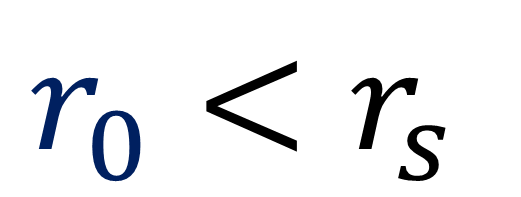 r₀ < rₛ